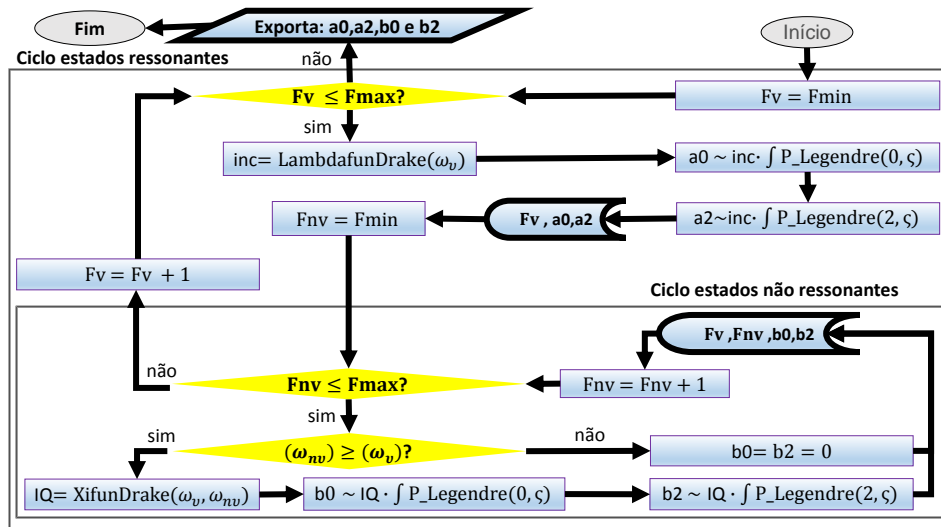 Fim
Exporta: a0,a2,b0 e b2
Início
Ciclo estados ressonantes
não
Fv ≤ Fmax?
Fv = Fmin
sim
inc= LambdafunDrake(ω_v)
a0 ~ inc· ∫ P_Legendre(0, ς)
Fnv = Fmin
Fv , a0,a2
a2~inc· ∫ P_Legendre(2, ς)
Fv = Fv + 1
Ciclo estados não ressonantes
Fv ,Fnv ,b0,b2
não
Fnv ≤ Fmax?
Fnv = Fnv + 1
sim
sim
(ω_nv) ≥ (ω_v)?
não
b0= b2 = 0
IQ= XifunDrake(ω_v, ω_nv)
b0 ~ IQ · ∫ P_Legendre(0, ς)
b2 ~ IQ · ∫ P_Legendre(2, ς)